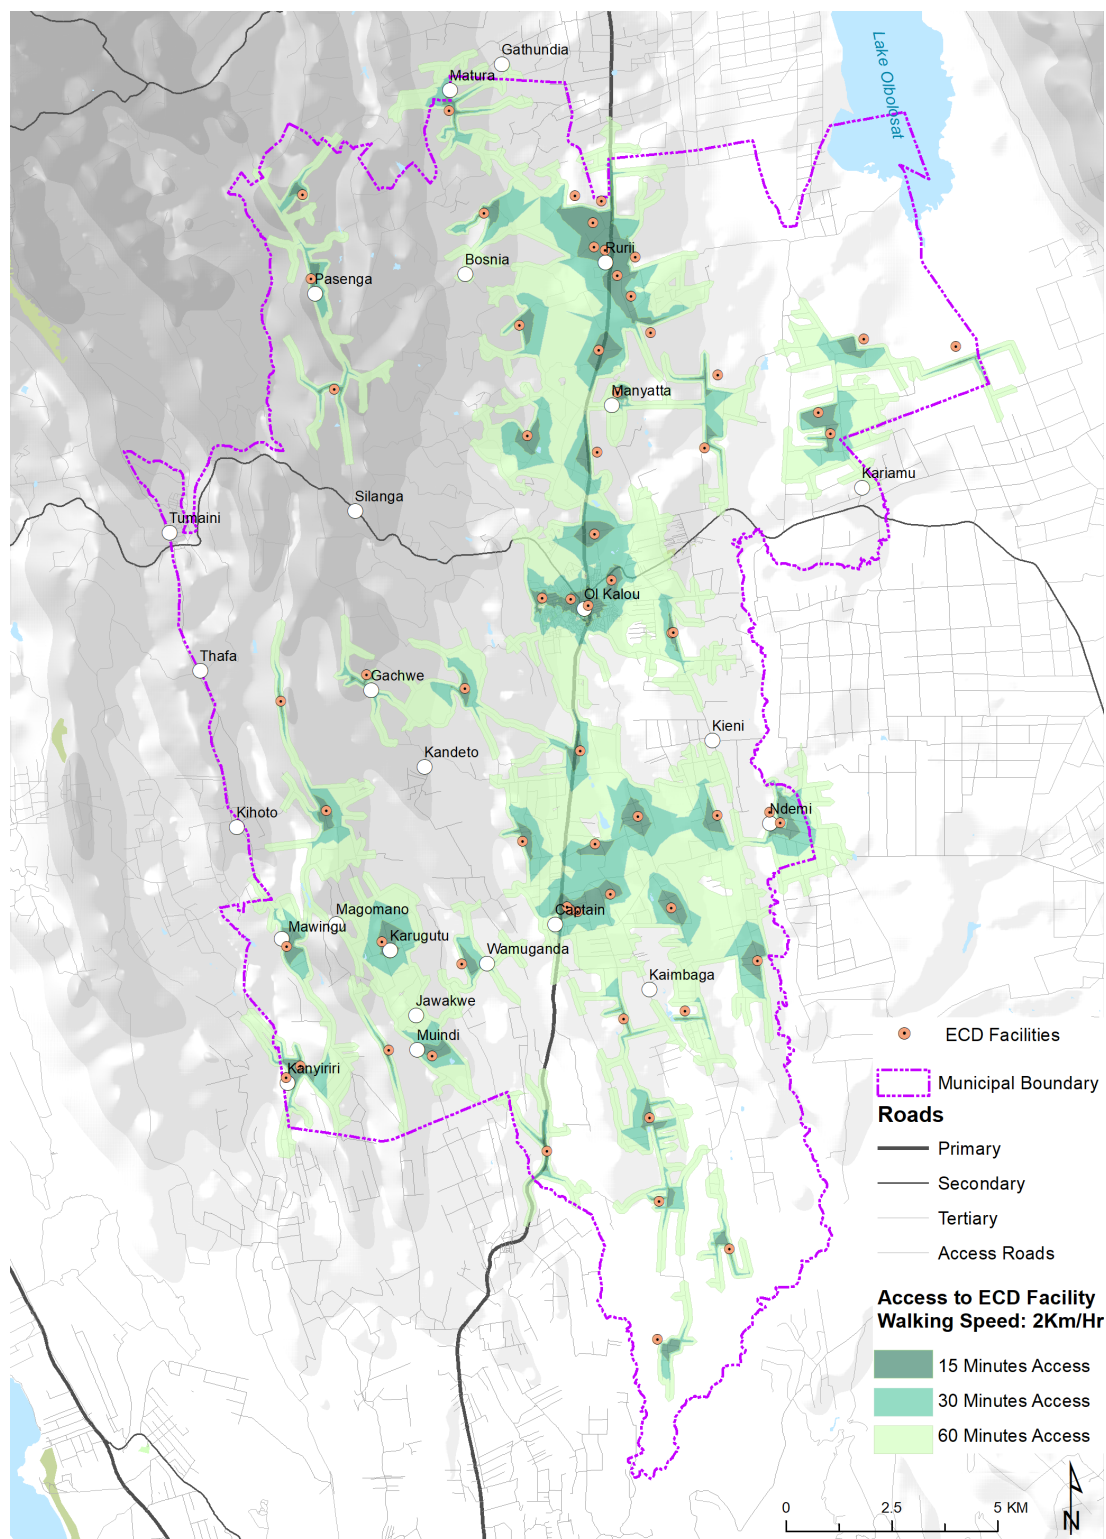 Gathundia
Matura
Lake Olbolosat
Rurii
Bosnia
Pasenga
Manyatta
Kariamu
Silanga
Tumaini
Ol Kalou
Thafa
Gachwe
Kieni
Kandeto
Ndemi
Kihoto
Magomano
Captain
Mawingu
Karugutu
Wamuganda
Kaimbaga
Jawakwe
Muindi
Kanyiriri
ECD Facilities
Municipal Boundary
Roads
Primary
Secondary
Tertiary
Access Roads
Access to ECD Facility
Walking Speed: 2Km/Hr
15 Minutes Access
30 Minutes Access
60 Minutes Access
0 2.5 5 KM
N